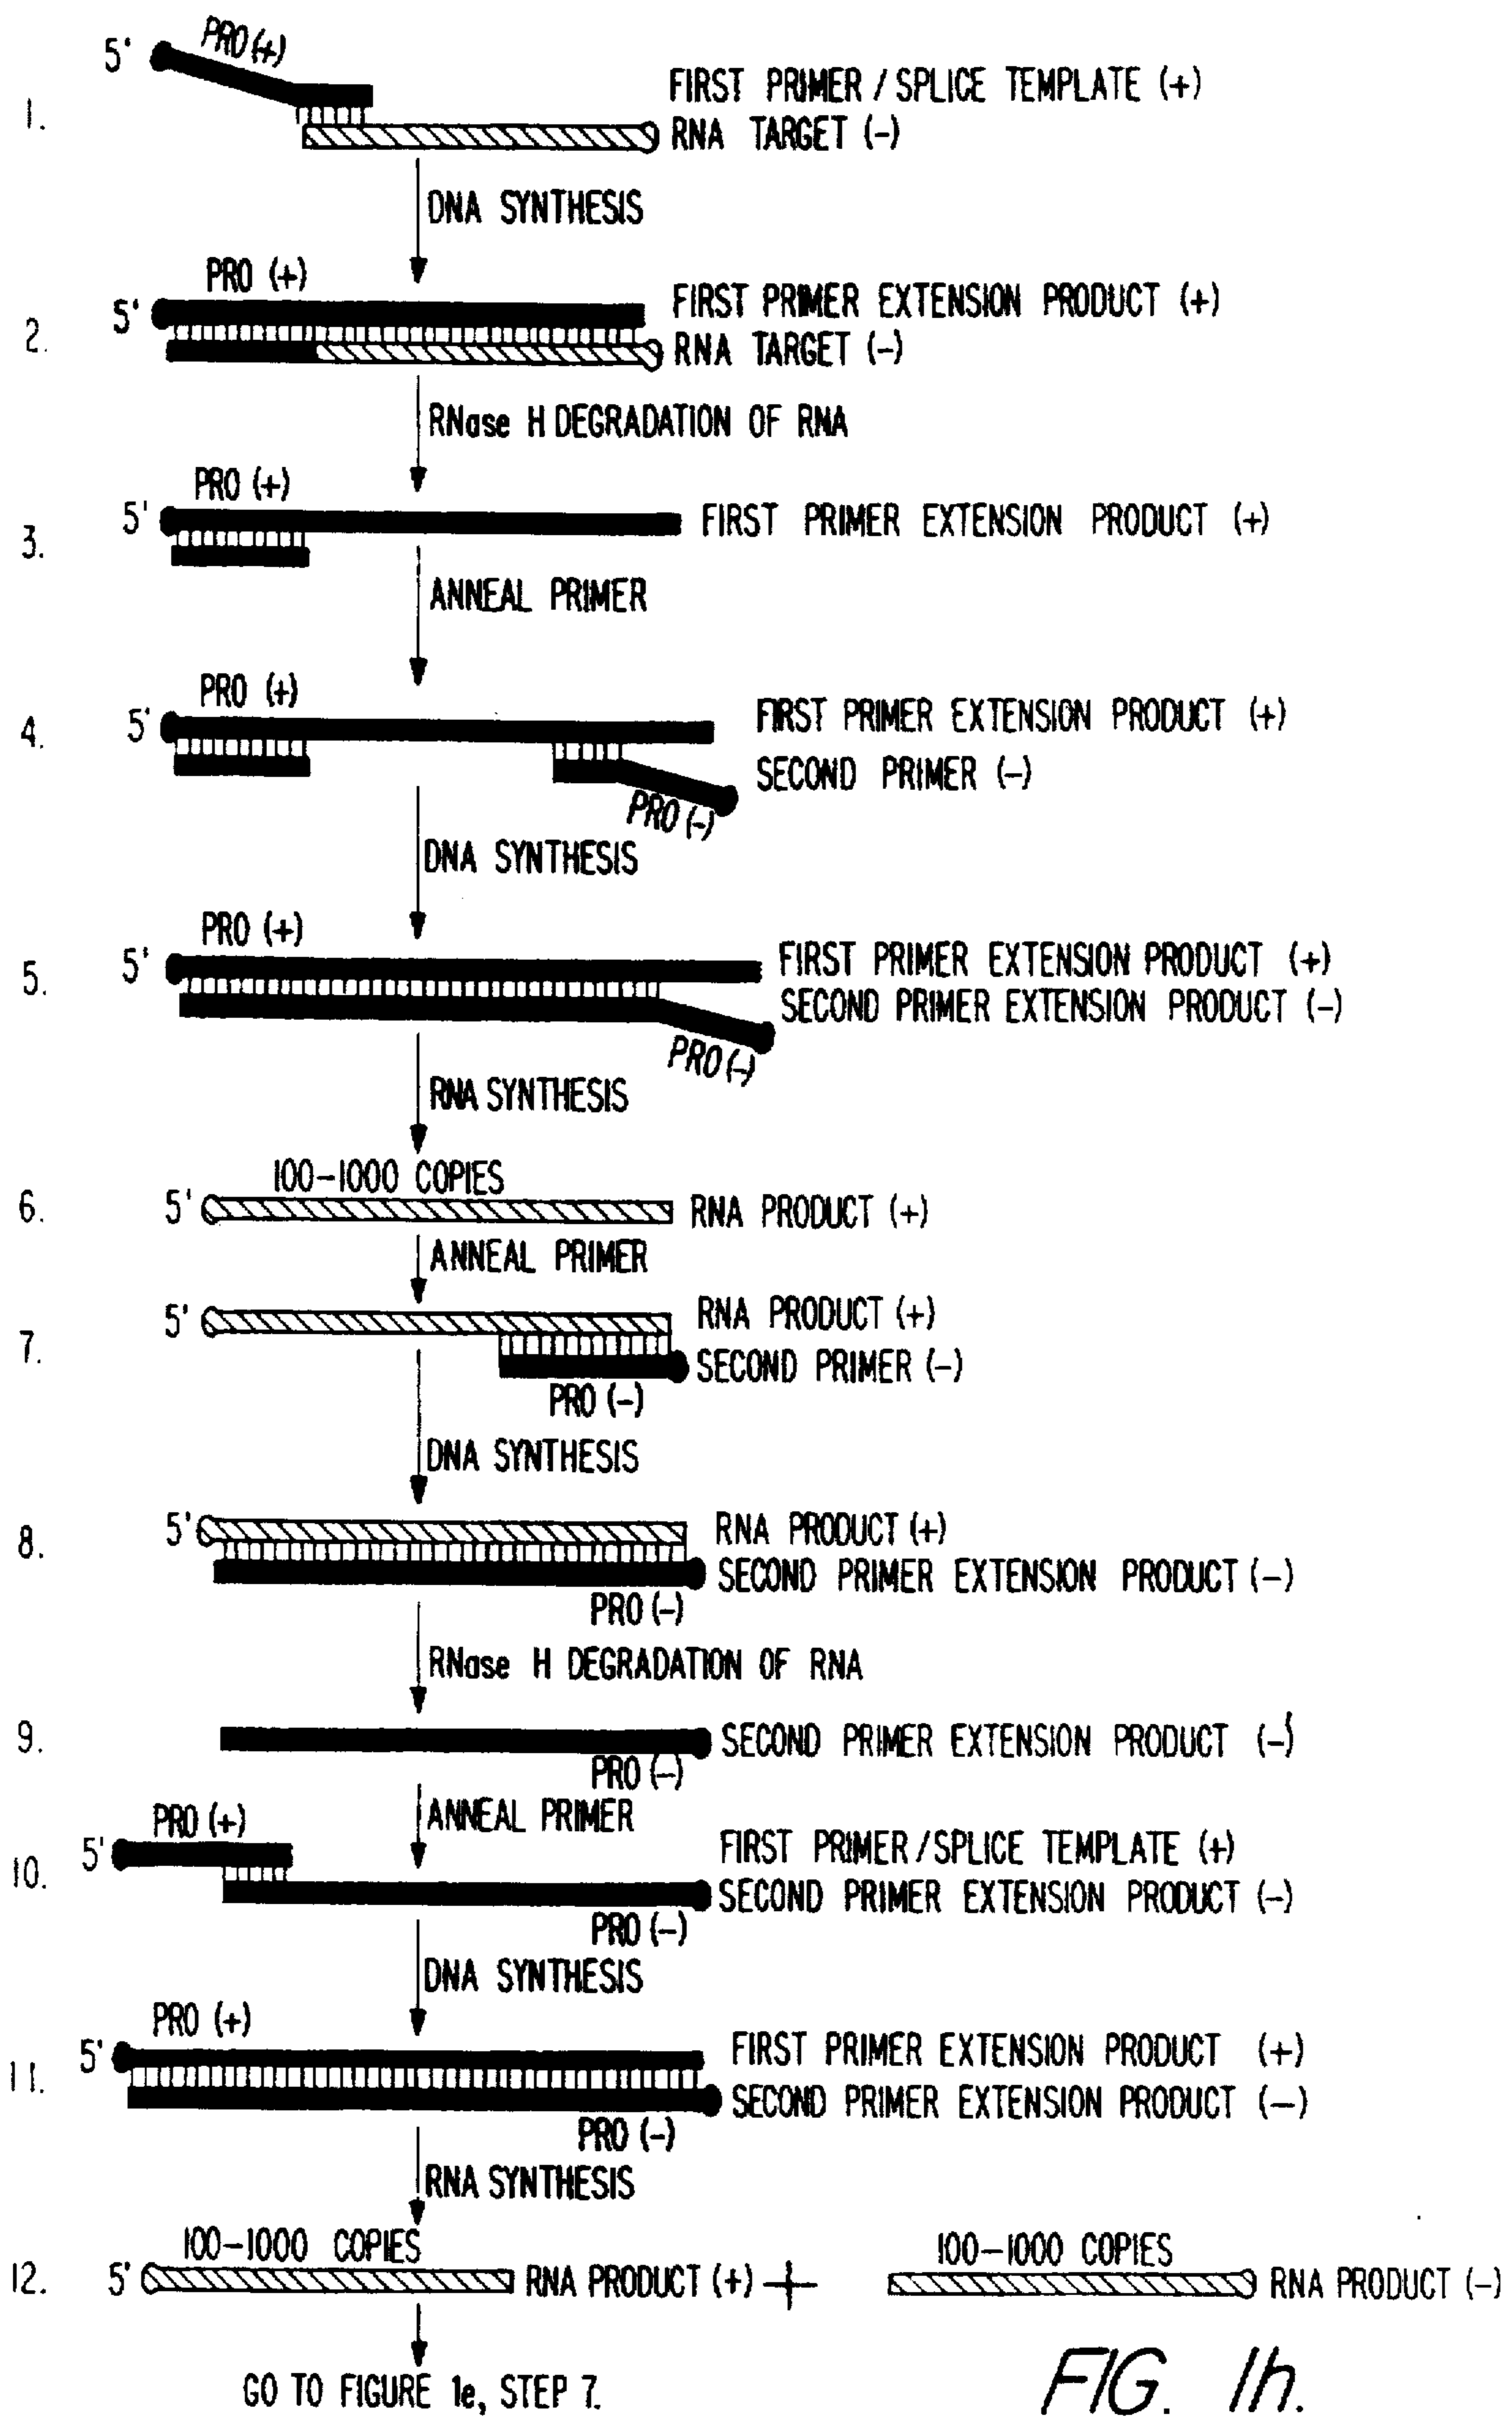 PRO (+)
5'
1.
FIRST PRIMER / SPLICE TEMPLATE (+)
RNA TARGET (-)
DNA SYNTHESIS
PRO (+)
5'
FIRST PRIMER EXTENSION PRODUCT (+)
2.
RNA TARGET (-)
RNase H DEGRADATION OF RNA
PRO (+)
5'
FIRST PRIMER EXTENSION PRODUCT (+)
3.
ANNEAL PRIMER
PRO (+)
5'
FIRST PRIMER EXTENSION PRODUCT (+)
4.
SECOND PRIMER (-)
PRO (-)
DNA SYNTHESIS
PRO (+)
5'
FIRST PRIMER EXTENSION PRODUCT (+)
5.
SECOND PRIMER EXTENSION PRODUCT (-)
PRO (-)
RNA SYNTHESIS
100-1000 COPIES
6.
5'
RNA PRODUCT (+)
ANNEAL PRIMER
5'
RNA PRODUCT (+)
7.
SECOND PRIMER (-)
PRO (-)
DNA SYNTHESIS
5'
RNA PRODUCT (+)
8.
SECOND PRIMER EXTENSION PRODUCT (-)
PRO (-)
RNase H DEGRADATION OF RNA
9.
SECOND PRIMER EXTENSION PRODUCT (-)
PRO (-)
ANNEAL PRIMER
PRO (+)
5'
FIRST PRIMER / SPLICE TEMPLATE (+)
10.
SECOND PRIMER EXTENSION PRODUCT (-)
PRO (-)
DNA SYNTHESIS
PRO (+)
5'
FIRST PRIMER EXTENSION PRODUCT (+)
11.
SECOND PRIMER EXTENSION PRODUCT (-)
PRO (-)
RNA SYNTHESIS
100-1000 COPIES
100-1000 COPIES
12.
5'
RNA PRODUCT (+) +
RNA PRODUCT (-)
GO TO FIGURE 1e, STEP 7.
FIG. 1h.